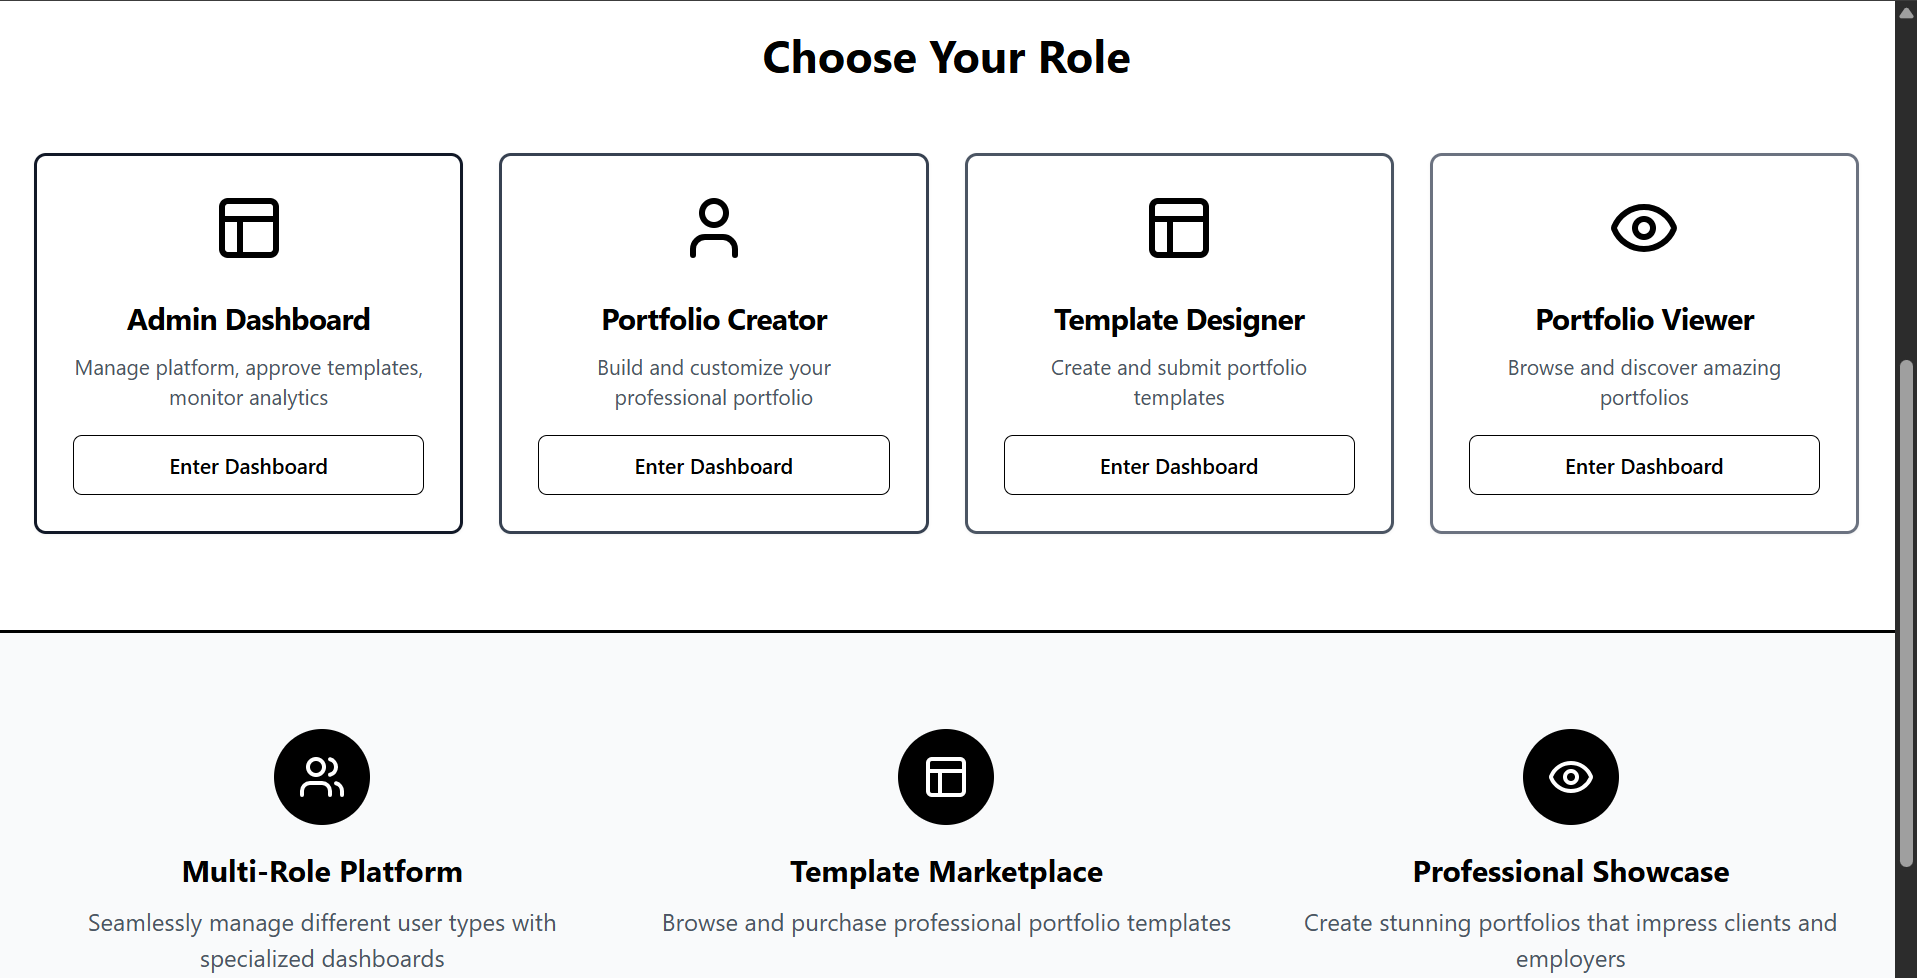 Choose Your Role
Admin Dashboard
Manage platform, approve templates,
monitor analytics
Enter Dashboard
Portfolio Creator
Build and customize your
professional portfolio
Enter Dashboard
Template Designer
Create and submit portfolio
templates
Enter Dashboard
Portfolio Viewer
Browse and discover amazing
portfolios
Enter Dashboard
Multi-Role Platform
Seamlessly manage different user types with
specialized dashboards
Template Marketplace
Browse and purchase professional portfolio templates
Professional Showcase
Create stunning portfolios that impress clients and
employers